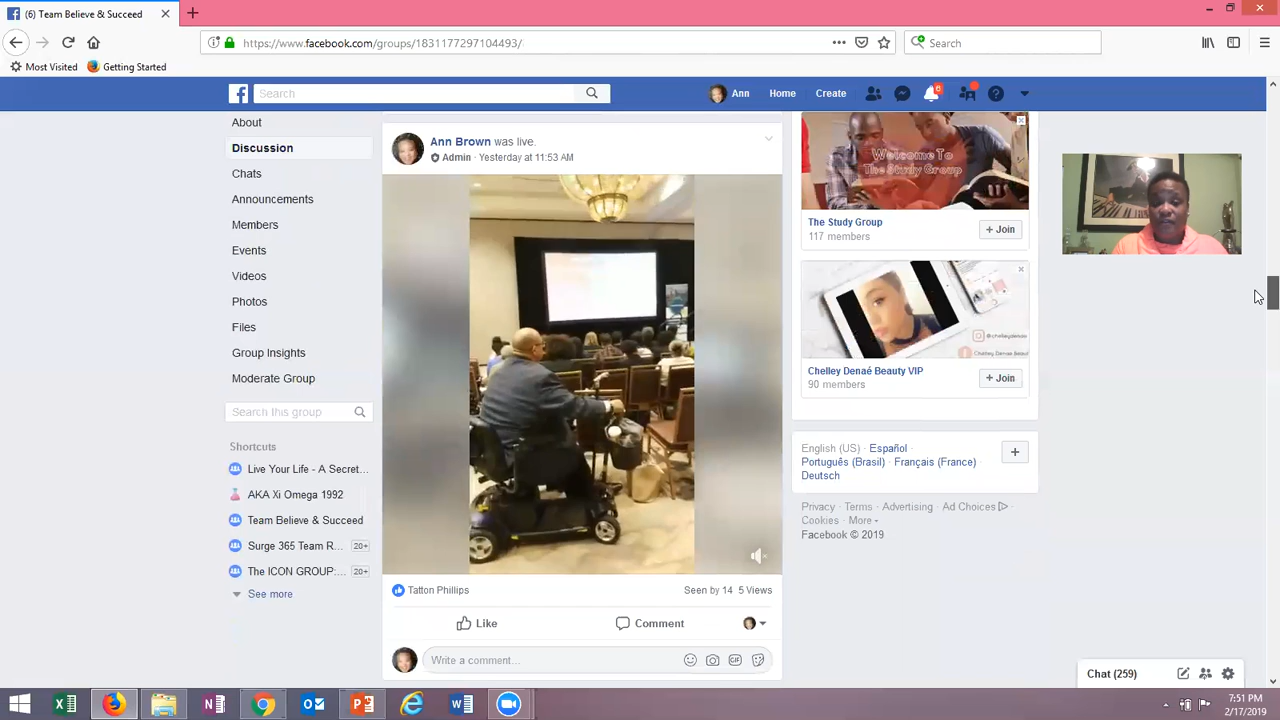 (6) Team Believe & Succeed
https://www.facebook.com/groups/1831177297104493/
Search
Most Visited
Getting Started
Search
Ann
Home
Create
6
About
Discussion
Chats
Announcements
Members
Events
Videos
Photos
Files
Group Insights
Moderate Group
Search this group
Shortcuts
Live Your Life - A Secret...
AKA Xi Omega 1992
Team Believe & Succeed
Surge 365 Team R... 20+
The ICON GROUP:... 20+
See more
Ann Brown was live.
Admin · Yesterday at 11:53 AM
Tatton Phillips
Seen by 14 5 Views
Like
Comment
Write a comment...
GIF
Welcome To
The Study Group
The Study Group
117 members
+ Join
Chelley Denaé Beauty VIP
90 members
+ Join
English (US) · Español ·
Português (Brasil) · Français (France) ·
Deutsch
Privacy · Terms · Advertising · Ad Choices ·
Cookies · More
Facebook © 2019
Chat (259)
7:51 PM
2/17/2019